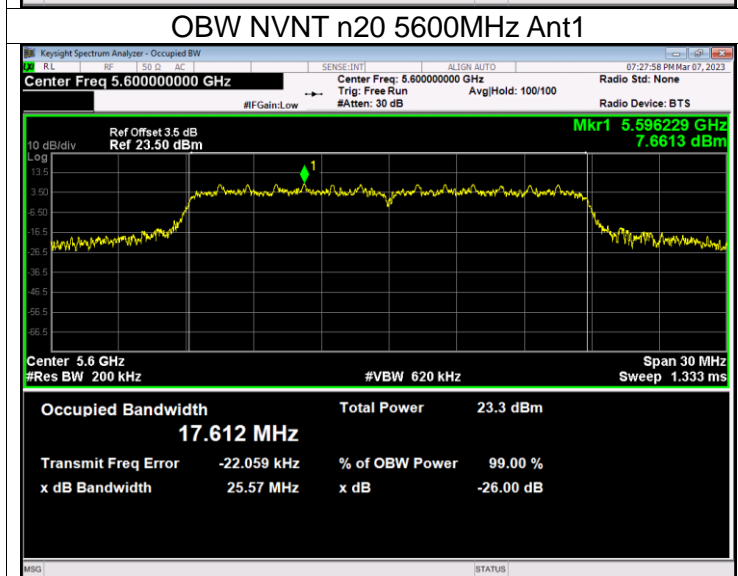 OBW NVNT n20 5600MHz Ant1
Keysight Spectrum Analyzer - Occupied BW
RL RF 50 Ω AC SENSE:INT ALIGN AUTO 07:27:58 PM Mar 07, 2023
Center Freq 5.600000000 GHz Center Freq: 5.600000000 GHz Radio Std: None
Trig: Free Run Avg|Hold: 100/100
#IFGain:Low #Atten: 30 dB Radio Device: BTS
Mkr1 5.596229 GHz
Ref Offset 3.5 dB
10 dB/div Ref 23.50 dBm 7.6613 dBm
Log
1
13.5
3.50
-6.50
-16.5
-26.5
-36.5
-46.5
-56.5
-66.5
Center 5.6 GHz Span 30 MHz
#Res BW 200 kHz #VBW 620 kHz Sweep 1.333 ms
Occupied Bandwidth Total Power 23.3 dBm
17.612 MHz
Transmit Freq Error -22.059 kHz % of OBW Power 99.00 %
x dB Bandwidth 25.57 MHz x dB -26.00 dB
MSG STATUS